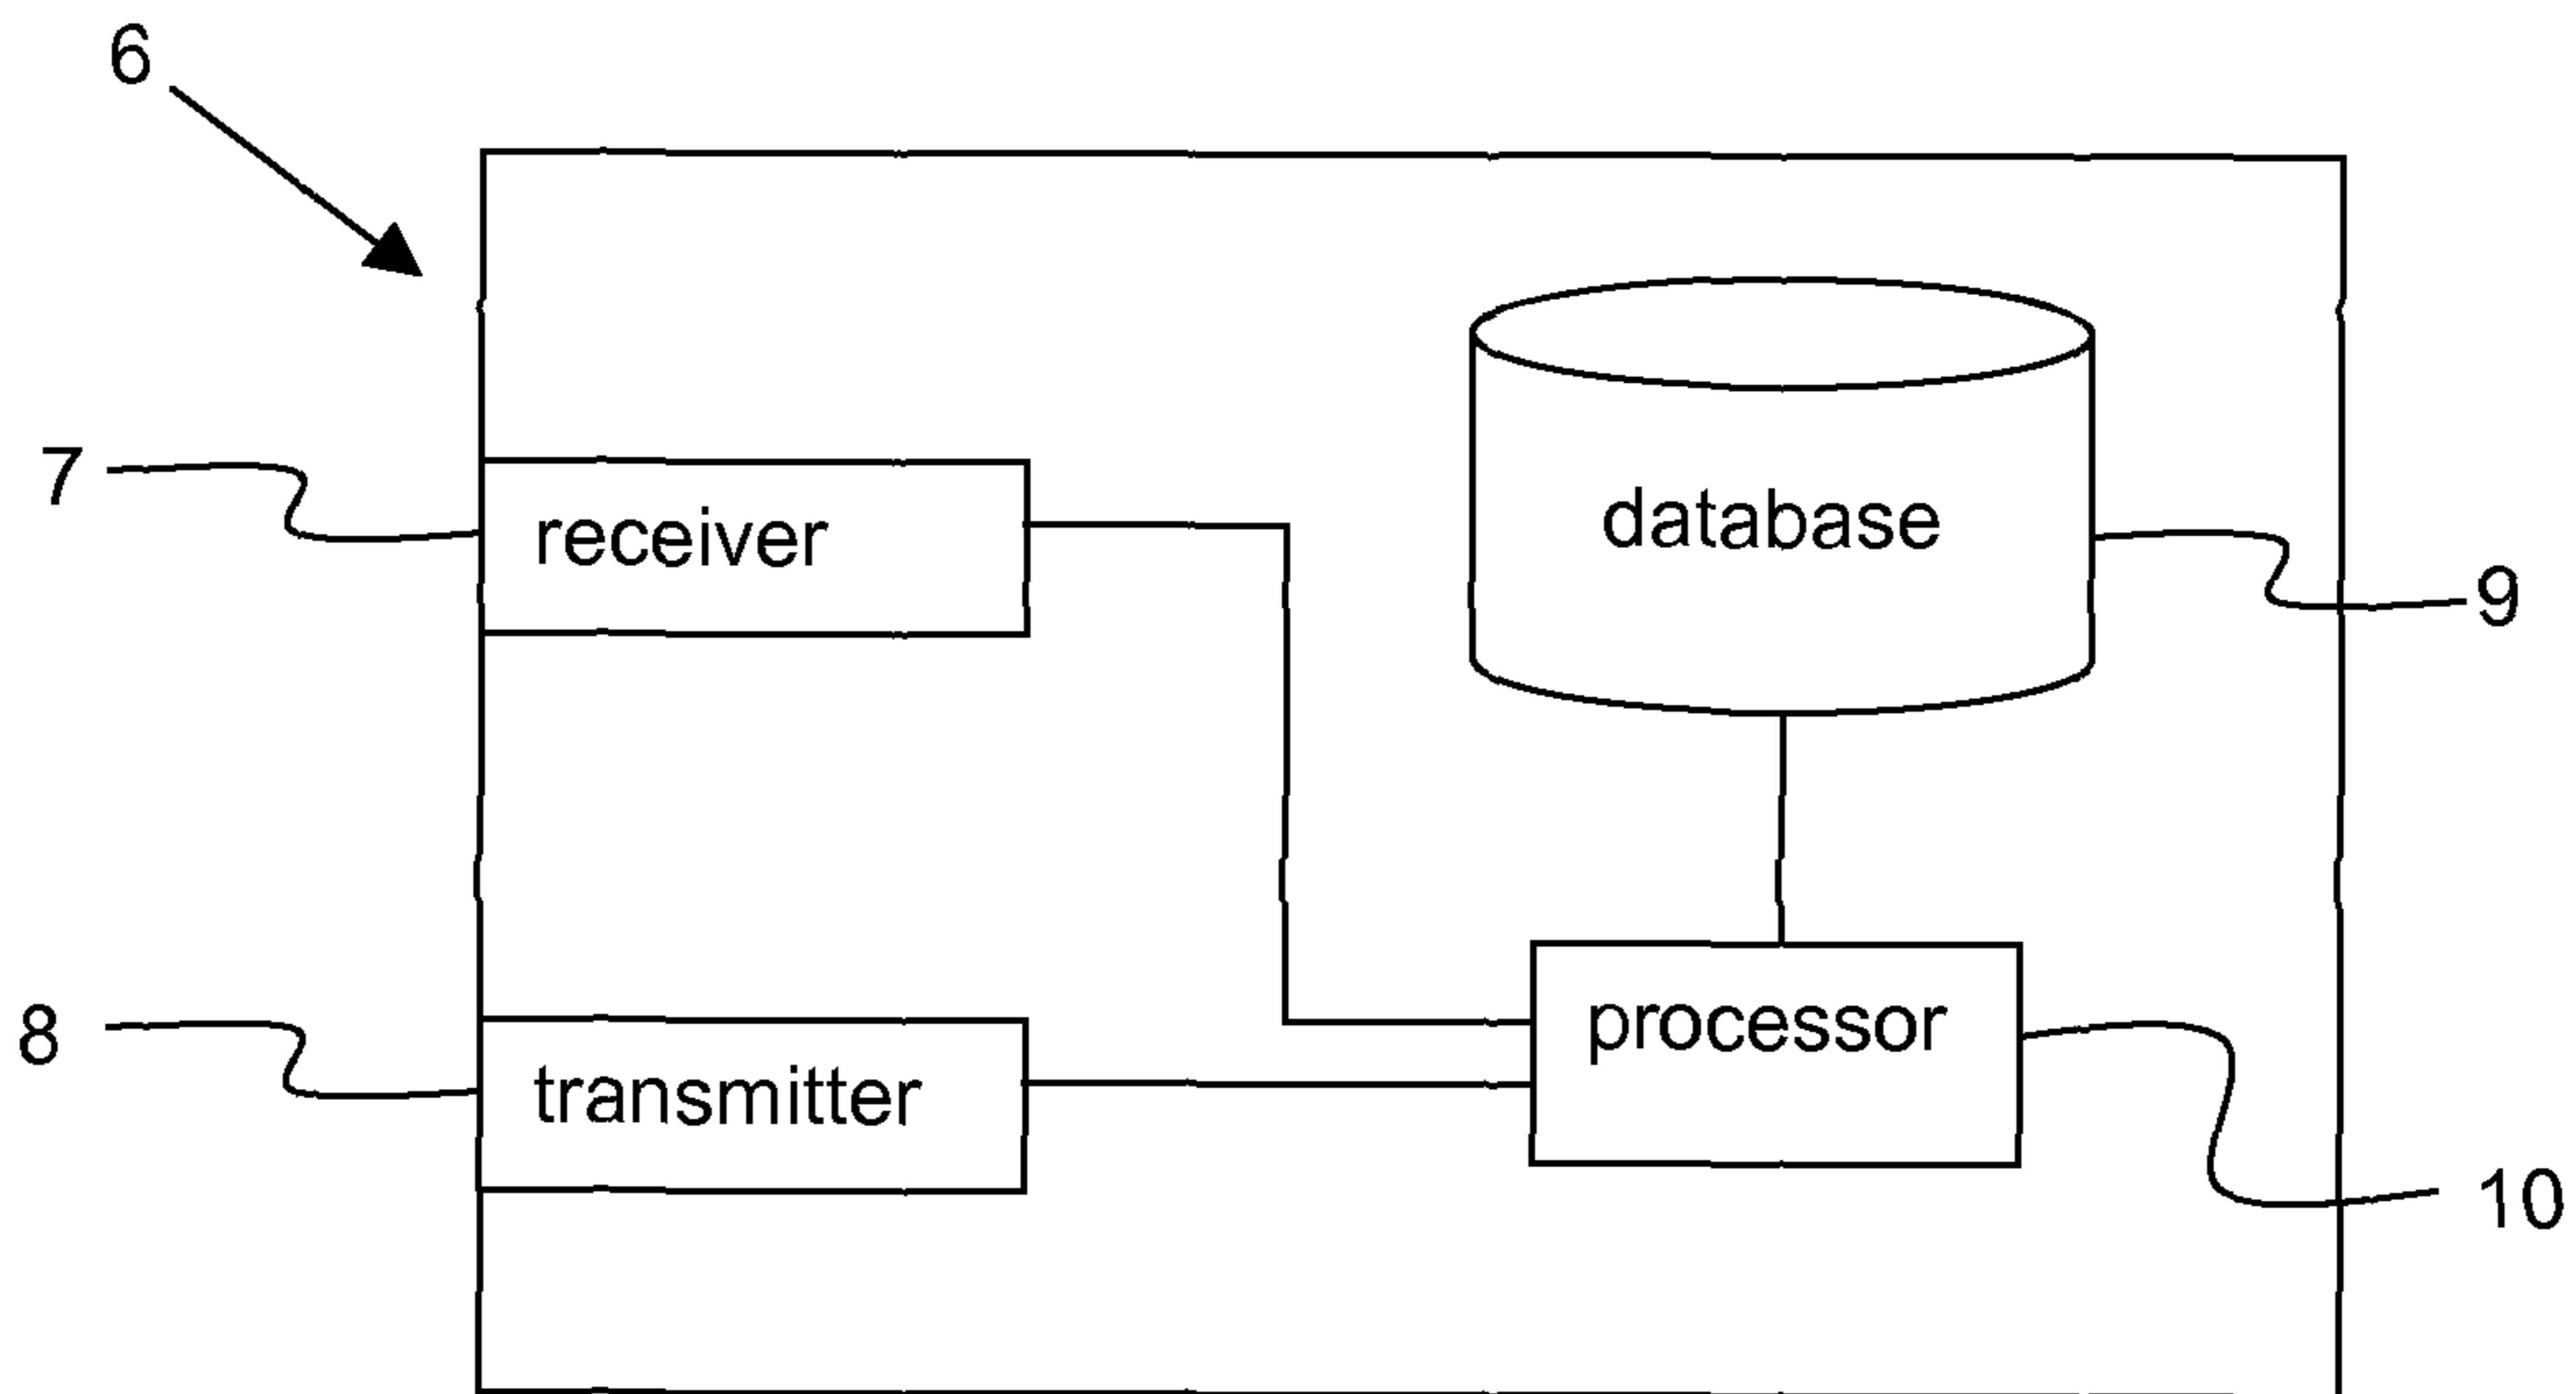 6
7
receiver
database
9
8
transmitter
processor
10